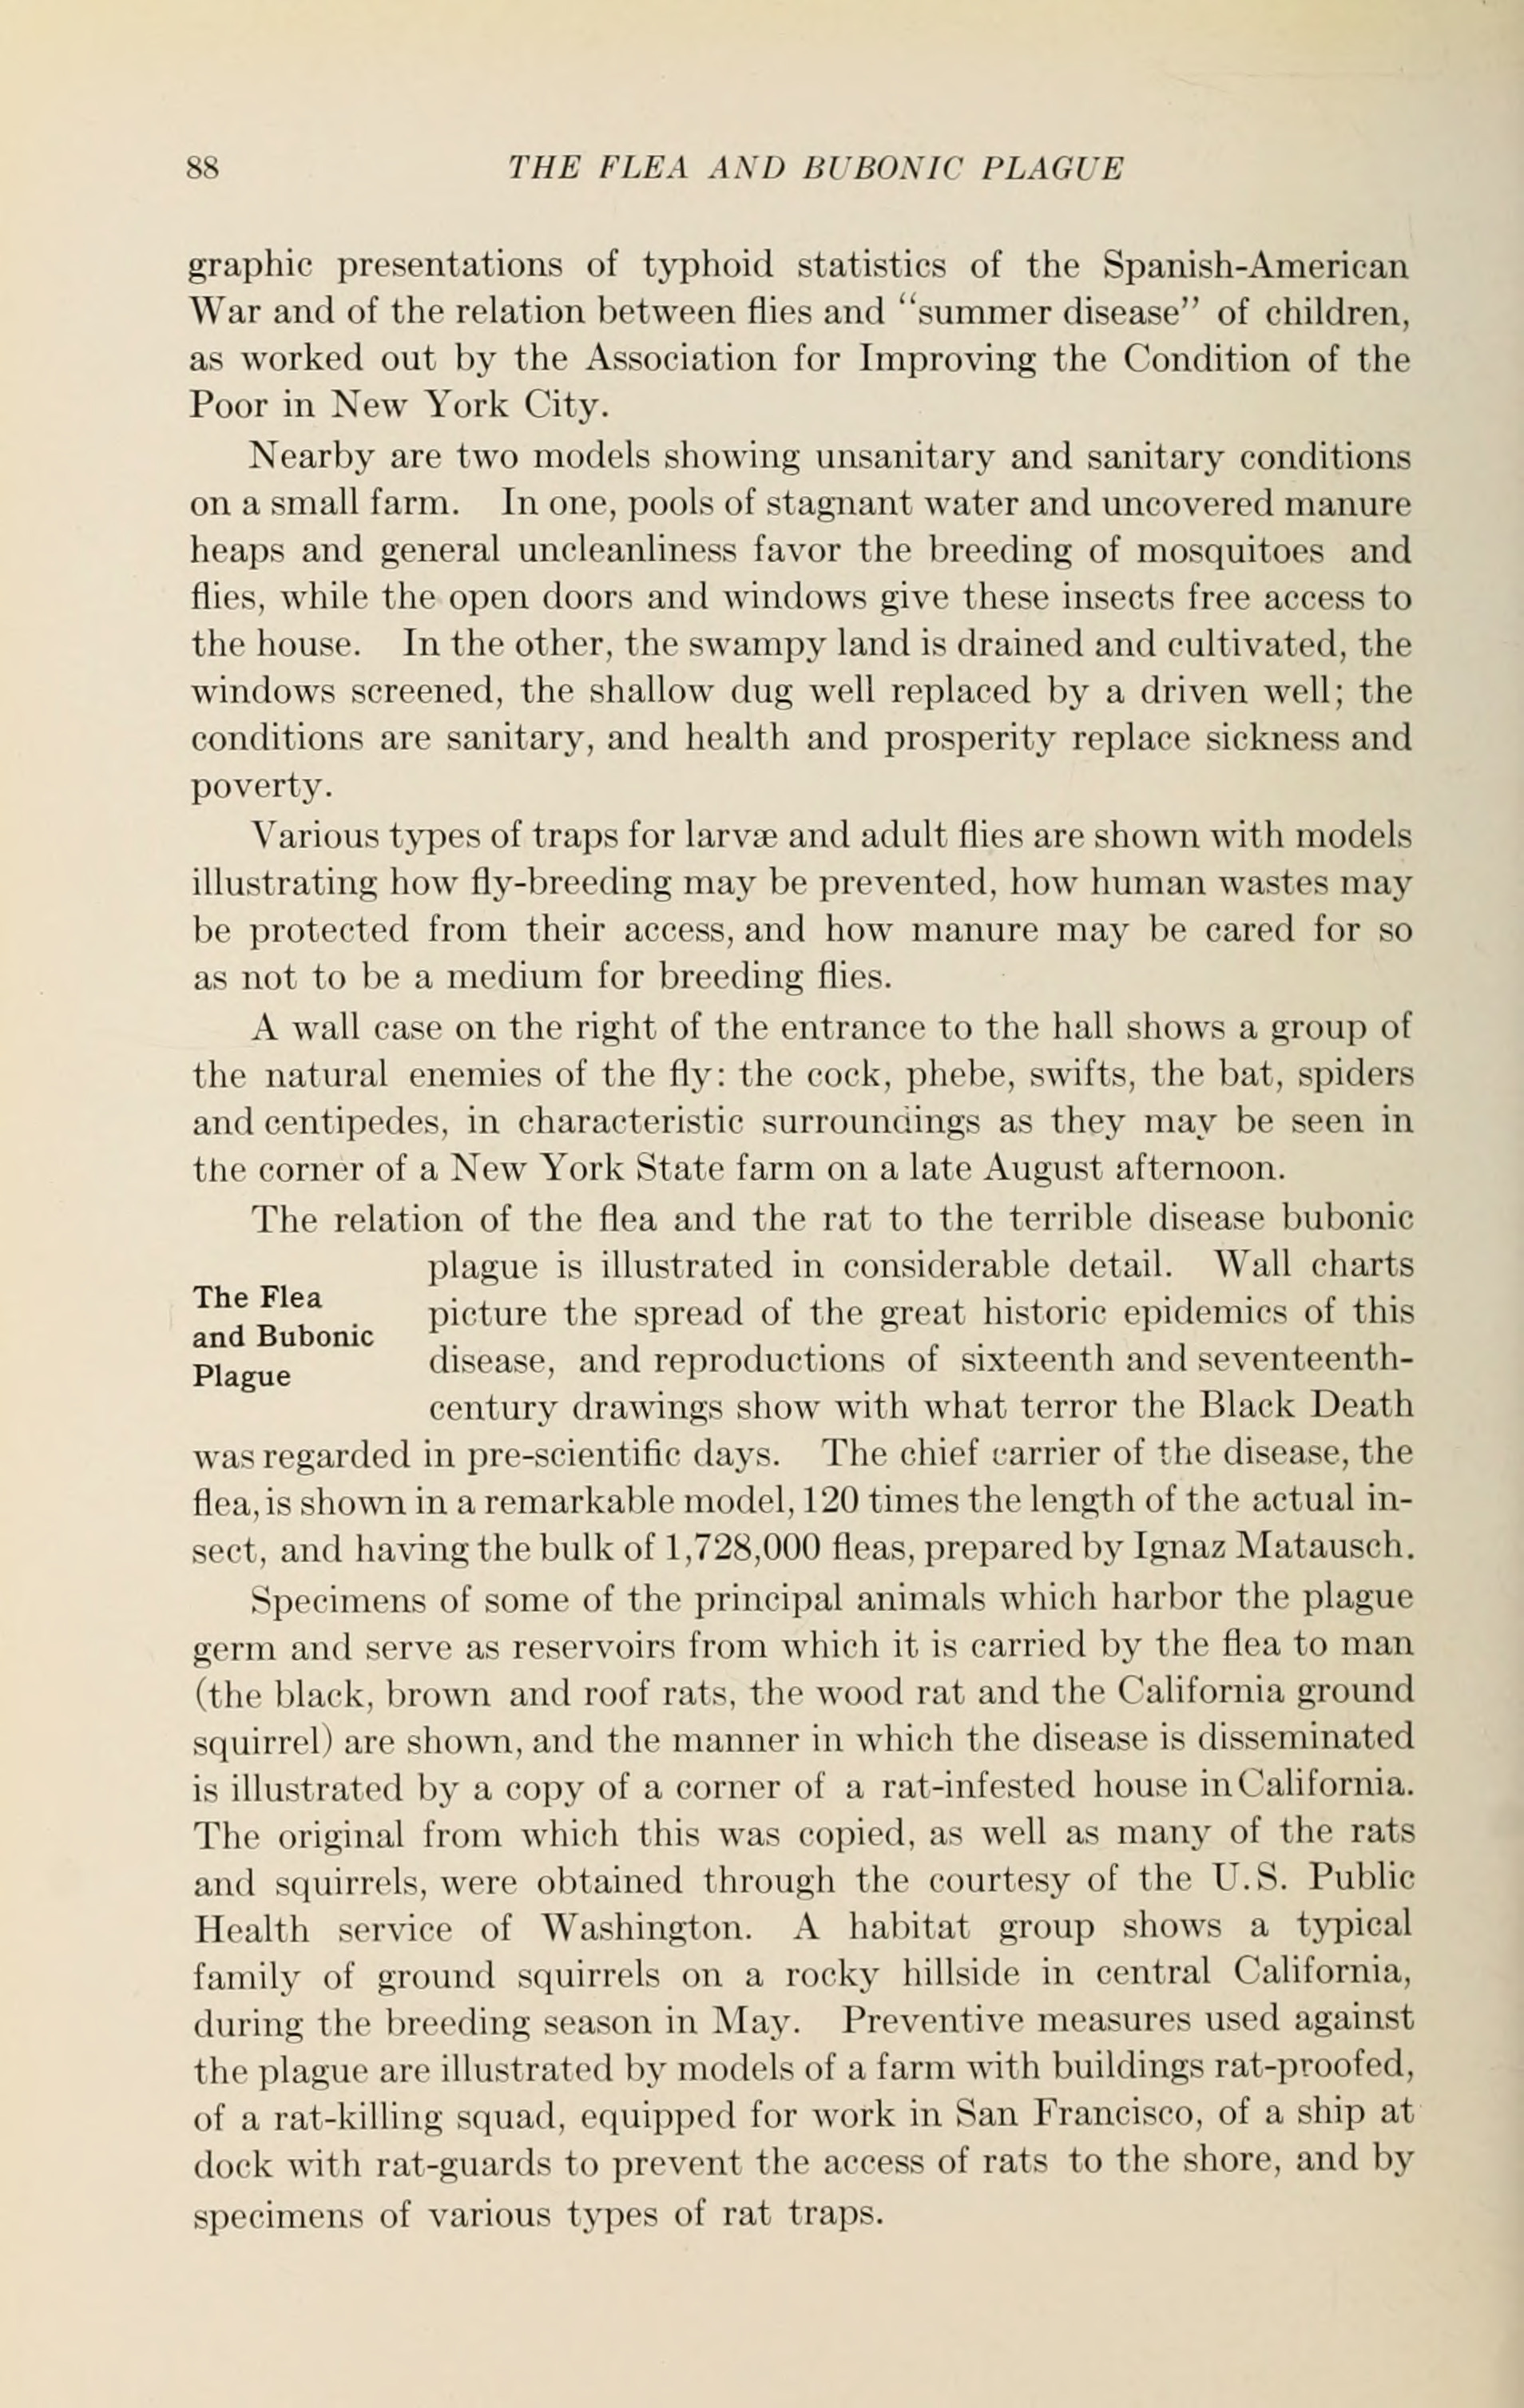 88 THE FLEA AND BUBONIC PLAGUE
graphic presentations of typhoid statistics of the Spanish-American
War and of the relation between flies and “summer disease” of children,
as worked out by the Association for Improving the Condition of the
Poor in New York City.
Nearby are two models showing unsanitary and sanitary conditions
on a small farm. In one, pools of stagnant water and uncovered manure
heaps and general uncleanliness favor the breeding of mosquitoes and
flies, while the open doors and windows give these insects free access to
the house. In the other, the swampy land is drained and cultivated, the
windows screened, the shallow dug well replaced by a driven well; the
conditions are sanitary, and health and prosperity replace sickness and
poverty.
Various types of traps for larvæ and adult flies are shown with models
illustrating how fly-breeding may be prevented, how human wastes may
be protected from their access, and how manure may be cared for so
as not to be a medium for breeding flies.
A wall case on the right of the entrance to the hall shows a group of
the natural enemies of the fly: the cock, phebe, swifts, the bat, spiders
and centipedes, in characteristic surroundings as they may be seen in
the corner of a New York State farm on a late August afternoon.
The relation of the flea and the rat to the terrible disease bubonic
The Flea
and Bubonic
Plague
plague is illustrated in considerable detail. Wall charts
picture the spread of the great historic epidemics of this
disease, and reproductions of sixteenth and seventeenth-
century drawings show with what terror the Black Death
was regarded in pre-scientific days. The chief carrier of the disease, the
flea, is shown in a remarkable model, 120 times the length of the actual in-
sect, and having the bulk of 1,728,000 fleas, prepared by Ignaz Matausch.
Specimens of some of the principal animals which harbor the plague
germ and serve as reservoirs from which it is carried by the flea to man
(the black, brown and roof rats, the wood rat and the California ground
squirrel) are shown, and the manner in which the disease is disseminated
is illustrated by a copy of a corner of a rat-infested house in California.
The original from which this was copied, as well as many of the rats
and squirrels, were obtained through the courtesy of the U.S. Public
Health service of Washington. A habitat group shows a typical
family of ground squirrels on a rocky hillside in central California,
during the breeding season in May. Preventive measures used against
the plague are illustrated by models of a farm with buildings rat-proofed,
of a rat-killing squad, equipped for work in San Francisco, of a ship at
dock with rat-guards to prevent the access of rats to the shore, and by
specimens of various types of rat traps.